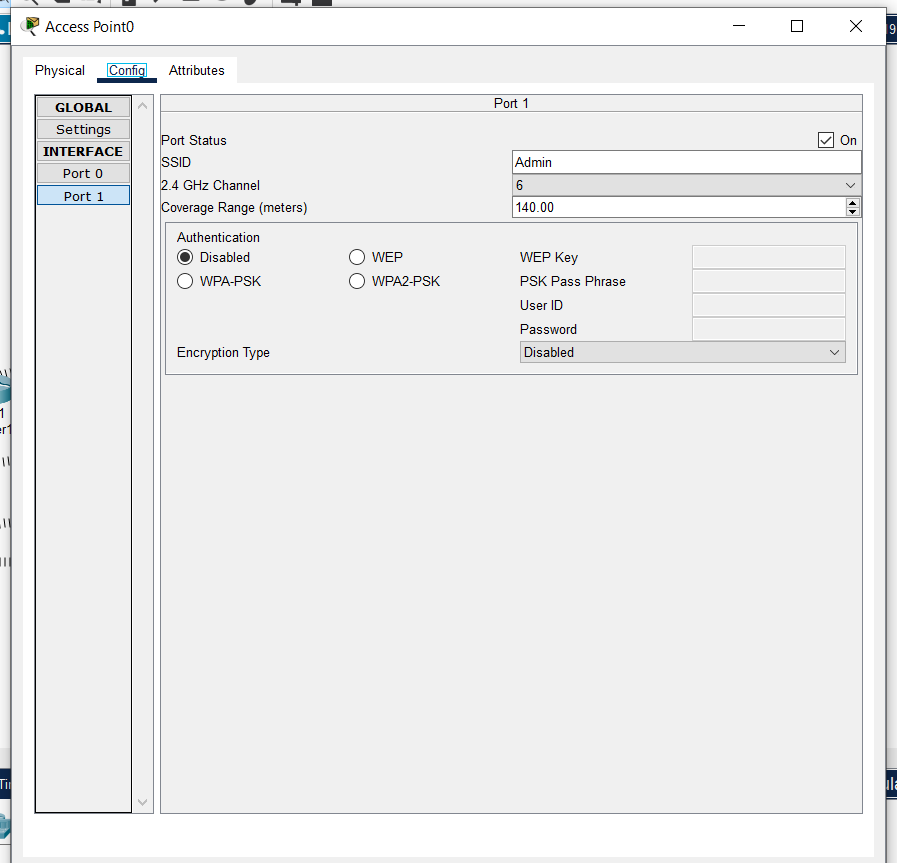 Access Point0
Physical Config Attributes
GLOBAL
Settings
INTERFACE
Port 0
Port 1
Port 1
Port Status On
SSID Admin
2.4 GHz Channel 6
Coverage Range (meters) 140.00
Authentication
Disabled WEP WEP Key
WPA-PSK WPA2-PSK PSK Pass Phrase
User ID
Password
Encryption Type Disabled